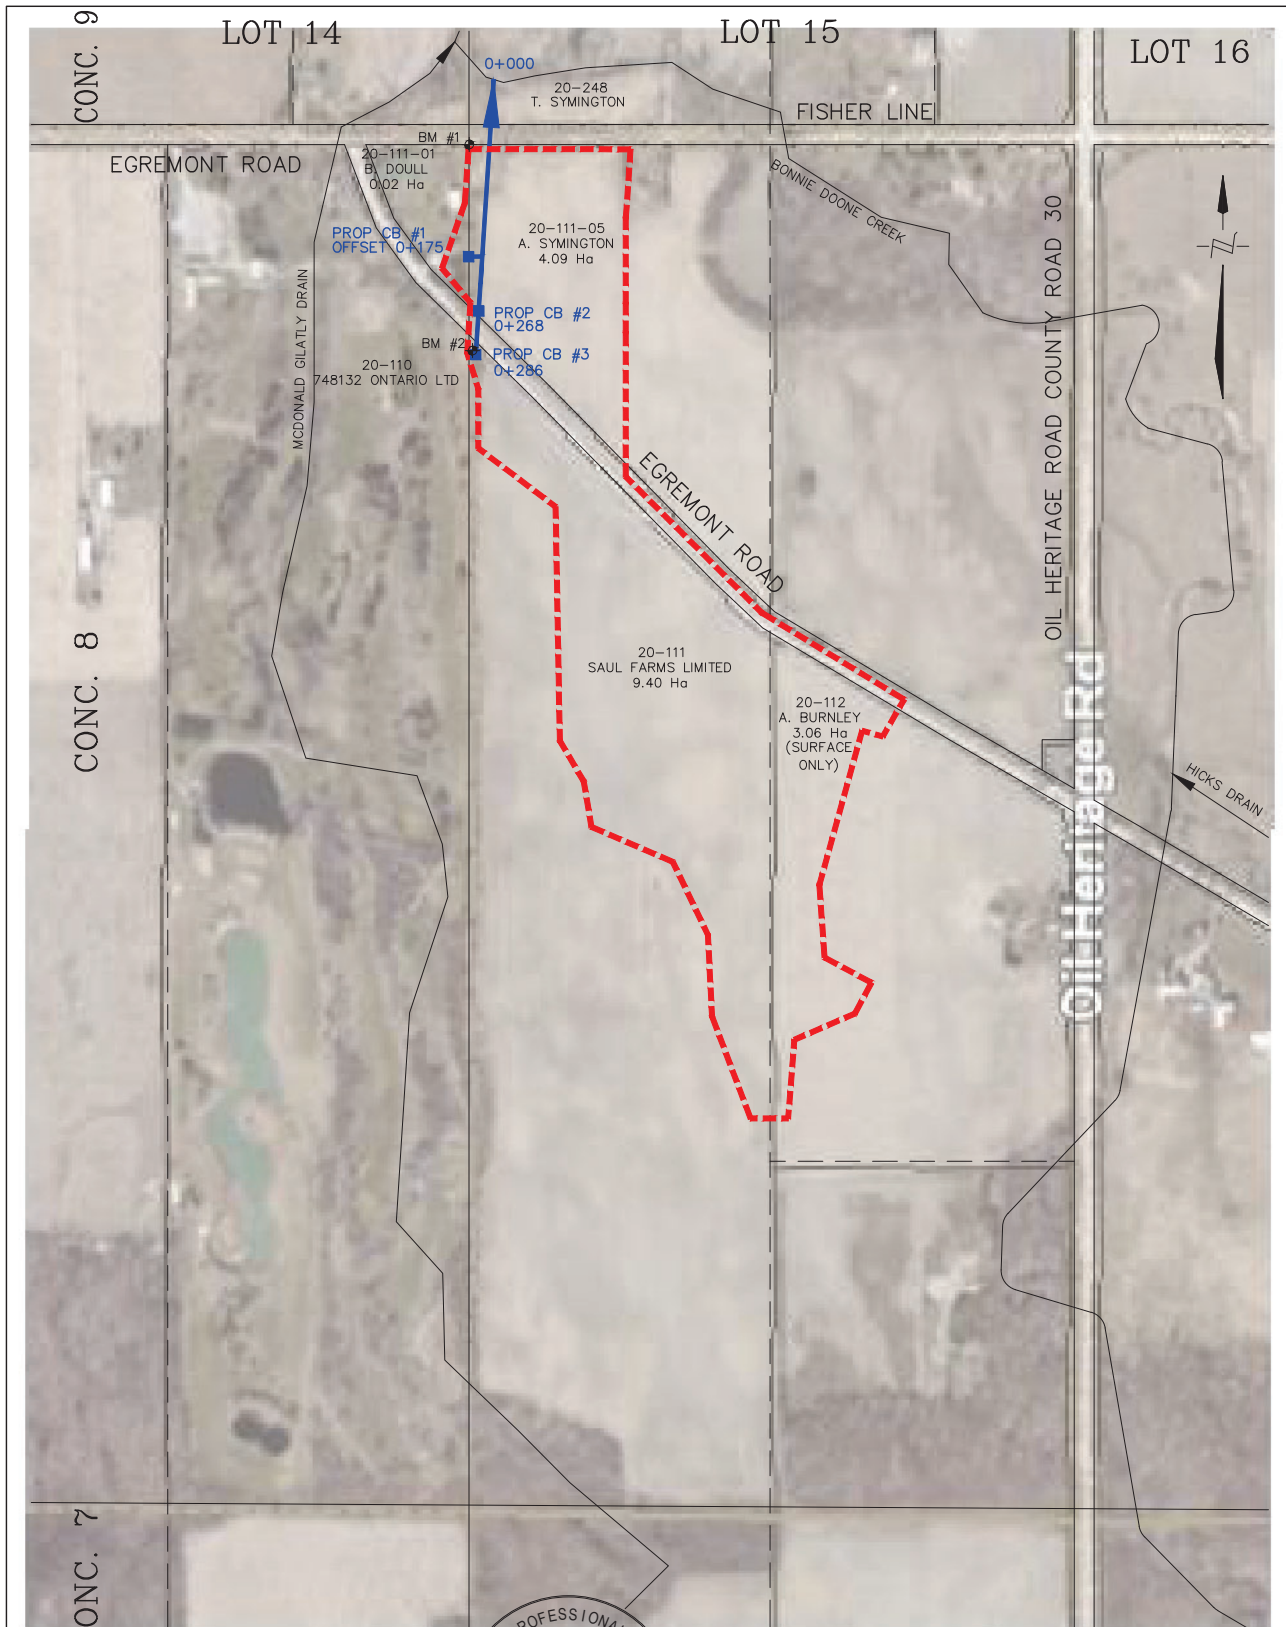 CONC. 9
LOT 14
LOT 15
LOT 16
0+000
20-248
T. SYMINGTON
FISHER LINE
BM #1
EGREMONT ROAD
20-111-01
B. DOULL
0.02 Ha
BONNIE DOONE CREEK
PROP CB #1
OFFSET 0+175
20-111-05
A. SYMINGTON
4.09 Ha
OIL HERITAGE ROAD COUNTY ROAD 30
N
MCDONALD GILATLY DRAIN
PROP CB #2
0+268
BM #2
PROP CB #3
0+286
20-110
748132 ONTARIO LTD
EGREMONT ROAD
CONC. 8
20-111
SAUL FARMS LIMITED
9.40 Ha
20-112
A. BURNLEY
3.06 Ha
(SURFACE
ONLY)
Oil Heritage Rd
HICKS DRAIN
ONC. 7
ROFESSIONA